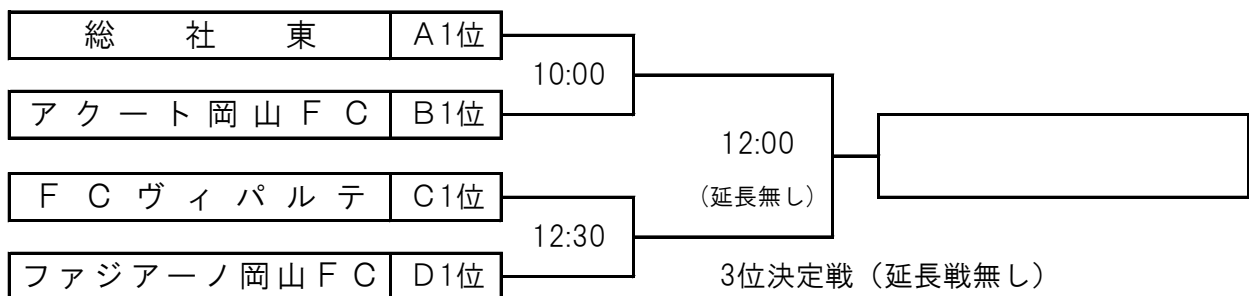 総社東 A1位
10:00
アクート岡山FC B1位
12:00
(延長無し)
FCヴィパルテ C1位
12:30
ファジアーノ岡山FC D1位
3位決定戦(延長戦無し)